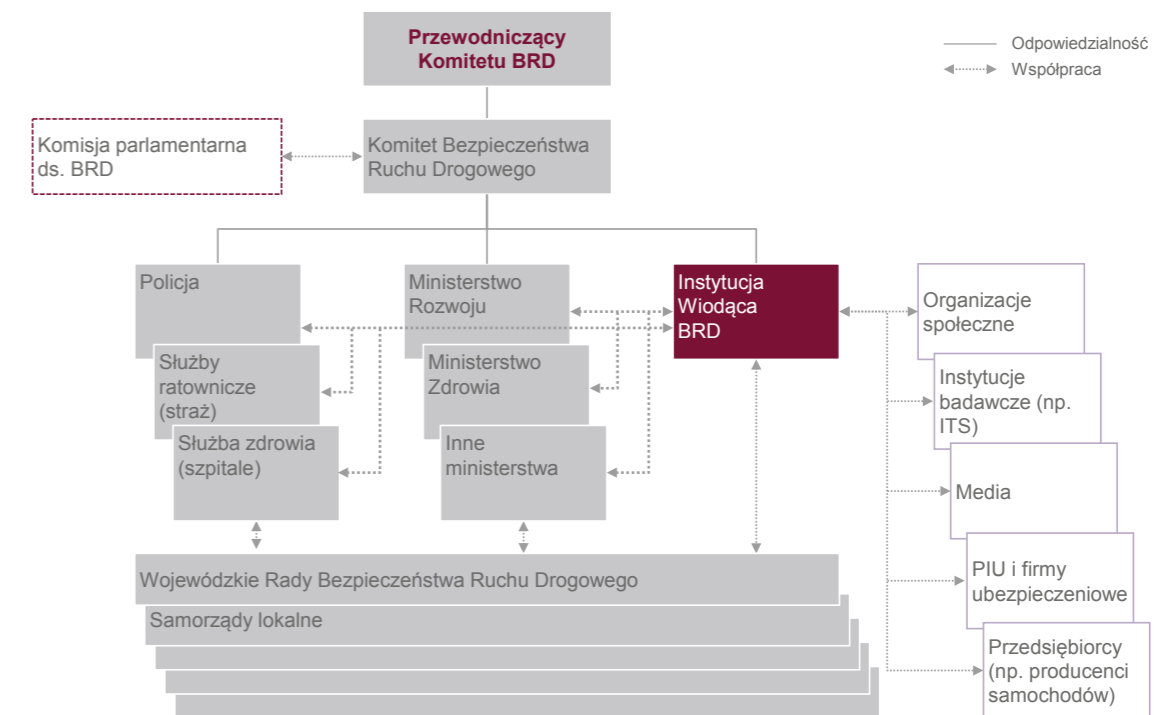 Przewodniczący
Komitetu BRD
Odpowiedzialność
Współpraca
Komisja parlamentarna
ds. BRD
Komitet Bezpieczeństwa
Ruchu Drogowego
Policja
Ministerstwo
Rozwoju
Instytucja
Wiodąca
BRD
Organizacje
społeczne
Służby
ratownicze
(straż)
Ministerstwo
Zdrowia
Instytucje
badawcze (np.
ITS)
Służba zdrowia
(szpitale)
Inne
ministerstwa
Media
Wojewódzkie Rady Bezpieczeństwa Ruchu Drogowego
PIU i firmy
ubezpieczeniowe
Samorządy lokalne
Przedsiębiorcy
(np. producenci
samochodów)